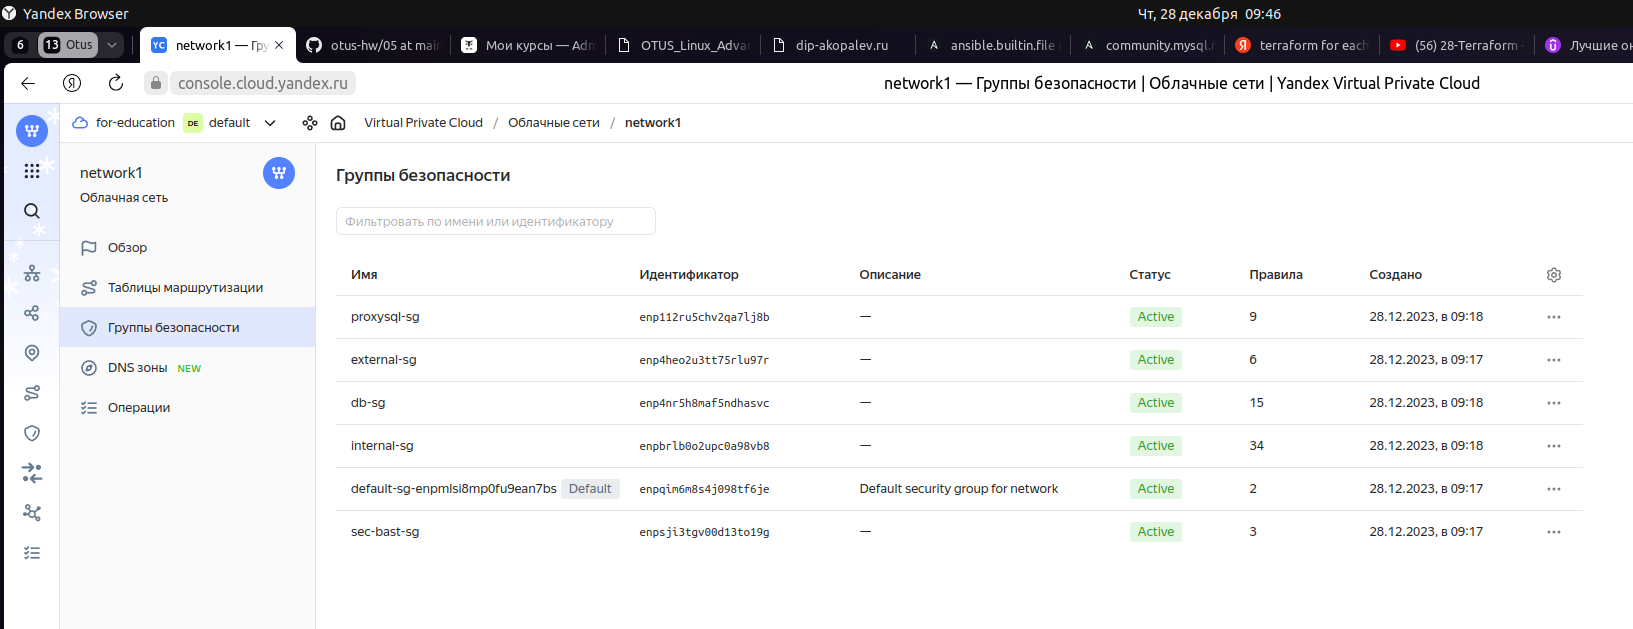 Yandex Browser
Чт, 28 декабря 09:46
6 13 Otus
YC network1 — Гру
otus-hw/05 at mair
Мои курсы — Adm
OTUS_Linux_Advan
dip-akopalev.ru
A ansible.builtin.file
A community.mysql.
terraform for each
(56) 28-Terraform
Лучшие он
console.cloud.yandex.ru
network1 — Группы безопасности | Облачные сети | Yandex Virtual Private Cloud
for-education DE default
Virtual Private Cloud / Облачные сети / network1
network1
Облачная сеть
Обзор
Таблицы маршрутизации
Группы безопасности
DNS зоны NEW
Операции
Группы безопасности
Фильтровать по имени или идентификатору
Имя Идентификатор Описание Статус Правила Создано
proxysql-sg enp112ru5chv2qa7lj8b — Active 9 28.12.2023, в 09:18
external-sg enp4heo2u3tt75rlu97r — Active 6 28.12.2023, в 09:17
db-sg enp4nr5h8maf5ndhasvc — Active 15 28.12.2023, в 09:18
internal-sg enpbrlb0o2upc0a98vb8 — Active 34 28.12.2023, в 09:18
default-sg-enpmlsi8mp0fu9ean7bs Default enpqim6m8s4j098tf6je Default security group for network Active 2 28.12.2023, в 09:17
sec-bast-sg enpsji3tgv00d13to19g — Active 3 28.12.2023, в 09:17